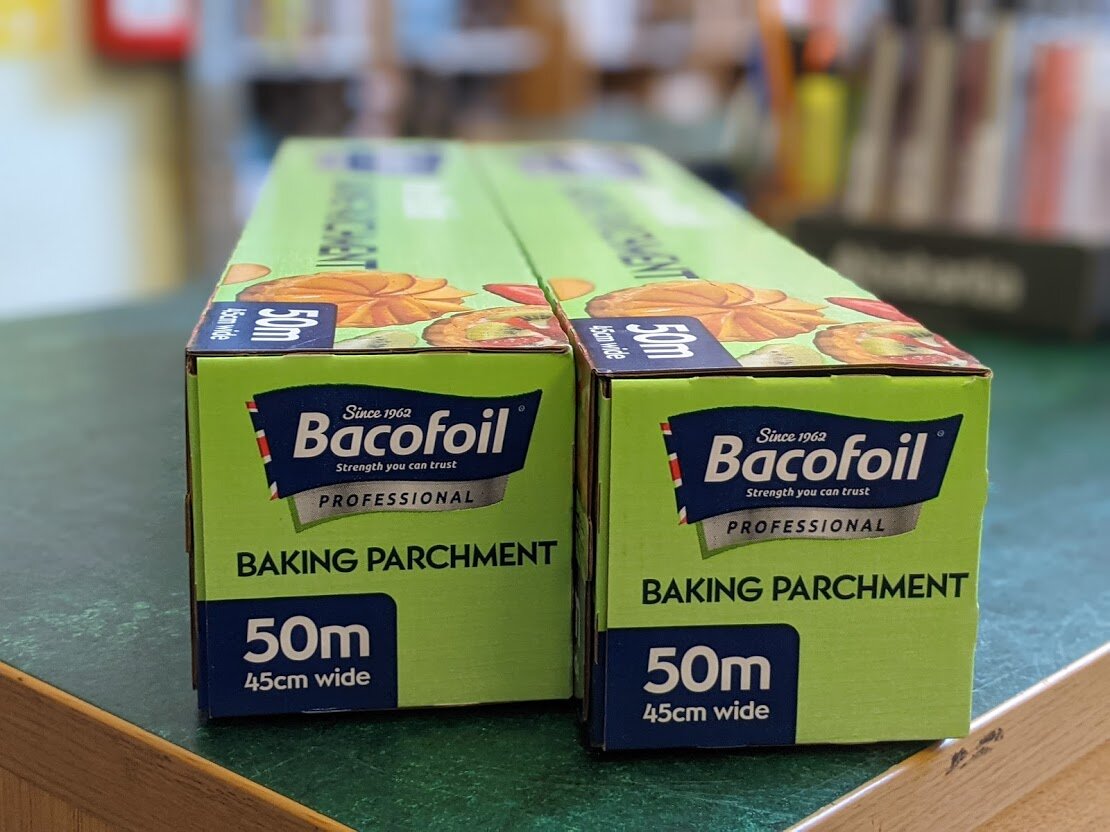 50m
45cm wide
Since 1962
Bacofoil®
Strength you can trust
PROFESSIONAL
BAKING PARCHMENT
50m
45cm wide
50m
45cm wide
Since 1962
Bacofoil®
Strength you can trust
PROFESSIONAL
BAKING PARCHMENT
50m
45cm wide